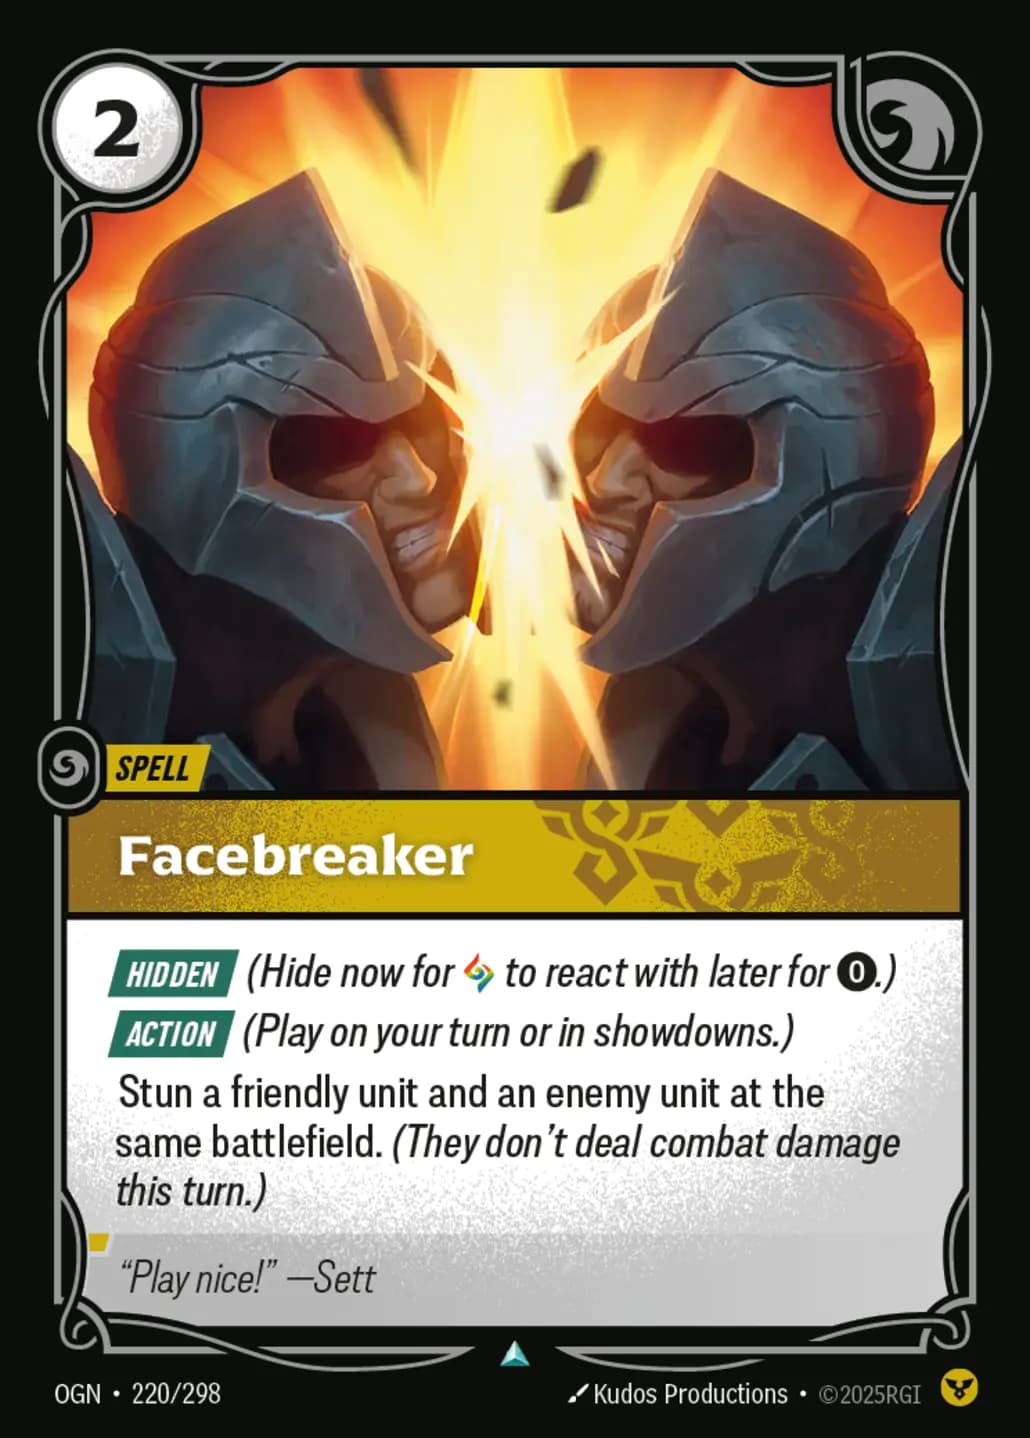 2
SPELL
Facebreaker
HIDDEN (Hide now for to react with later for 0.)
ACTION (Play on your turn or in showdowns.)
Stun a friendly unit and an enemy unit at the
same battlefield. (They don’t deal combat damage
this turn.)
“Play nice!” —Sett
OGN • 220/298
Kudos Productions • ©2025RGI